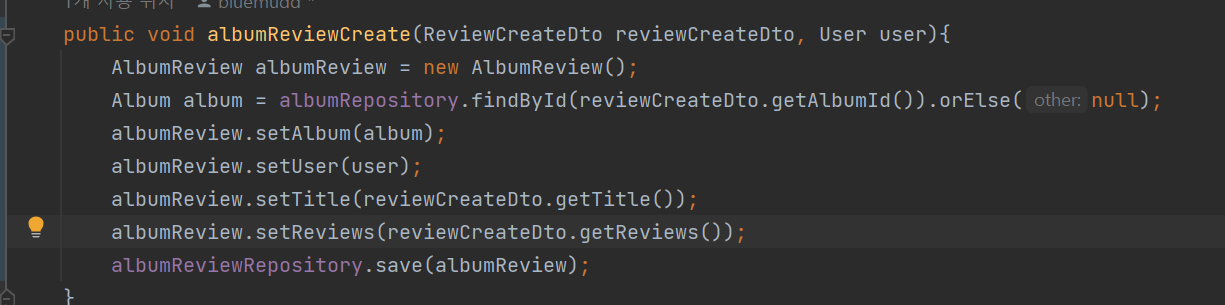 1개 사용 위치 bluemudd *
public void albumReviewCreate(ReviewCreateDto reviewCreateDto, User user){
AlbumReview albumReview = new AlbumReview();
Album album = albumRepository.findById(reviewCreateDto.getAlbumId()).orElse( other: null);
albumReview.setAlbum(album);
albumReview.setUser(user);
albumReview.setTitle(reviewCreateDto.getTitle());
albumReview.setReviews(reviewCreateDto.getReviews());
albumReviewRepository.save(albumReview);
}